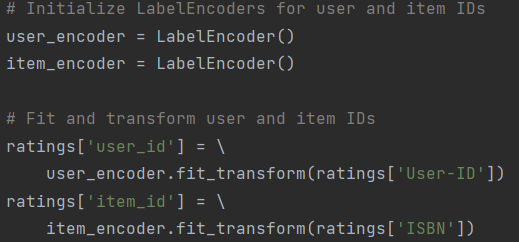 # Initialize LabelEncoders for user and item IDs
user_encoder = LabelEncoder()
item_encoder = LabelEncoder()

# Fit and transform user and item IDs
ratings['user_id'] = \
    user_encoder.fit_transform(ratings['User-ID'])
ratings['item_id'] = \
    item_encoder.fit_transform(ratings['ISBN'])